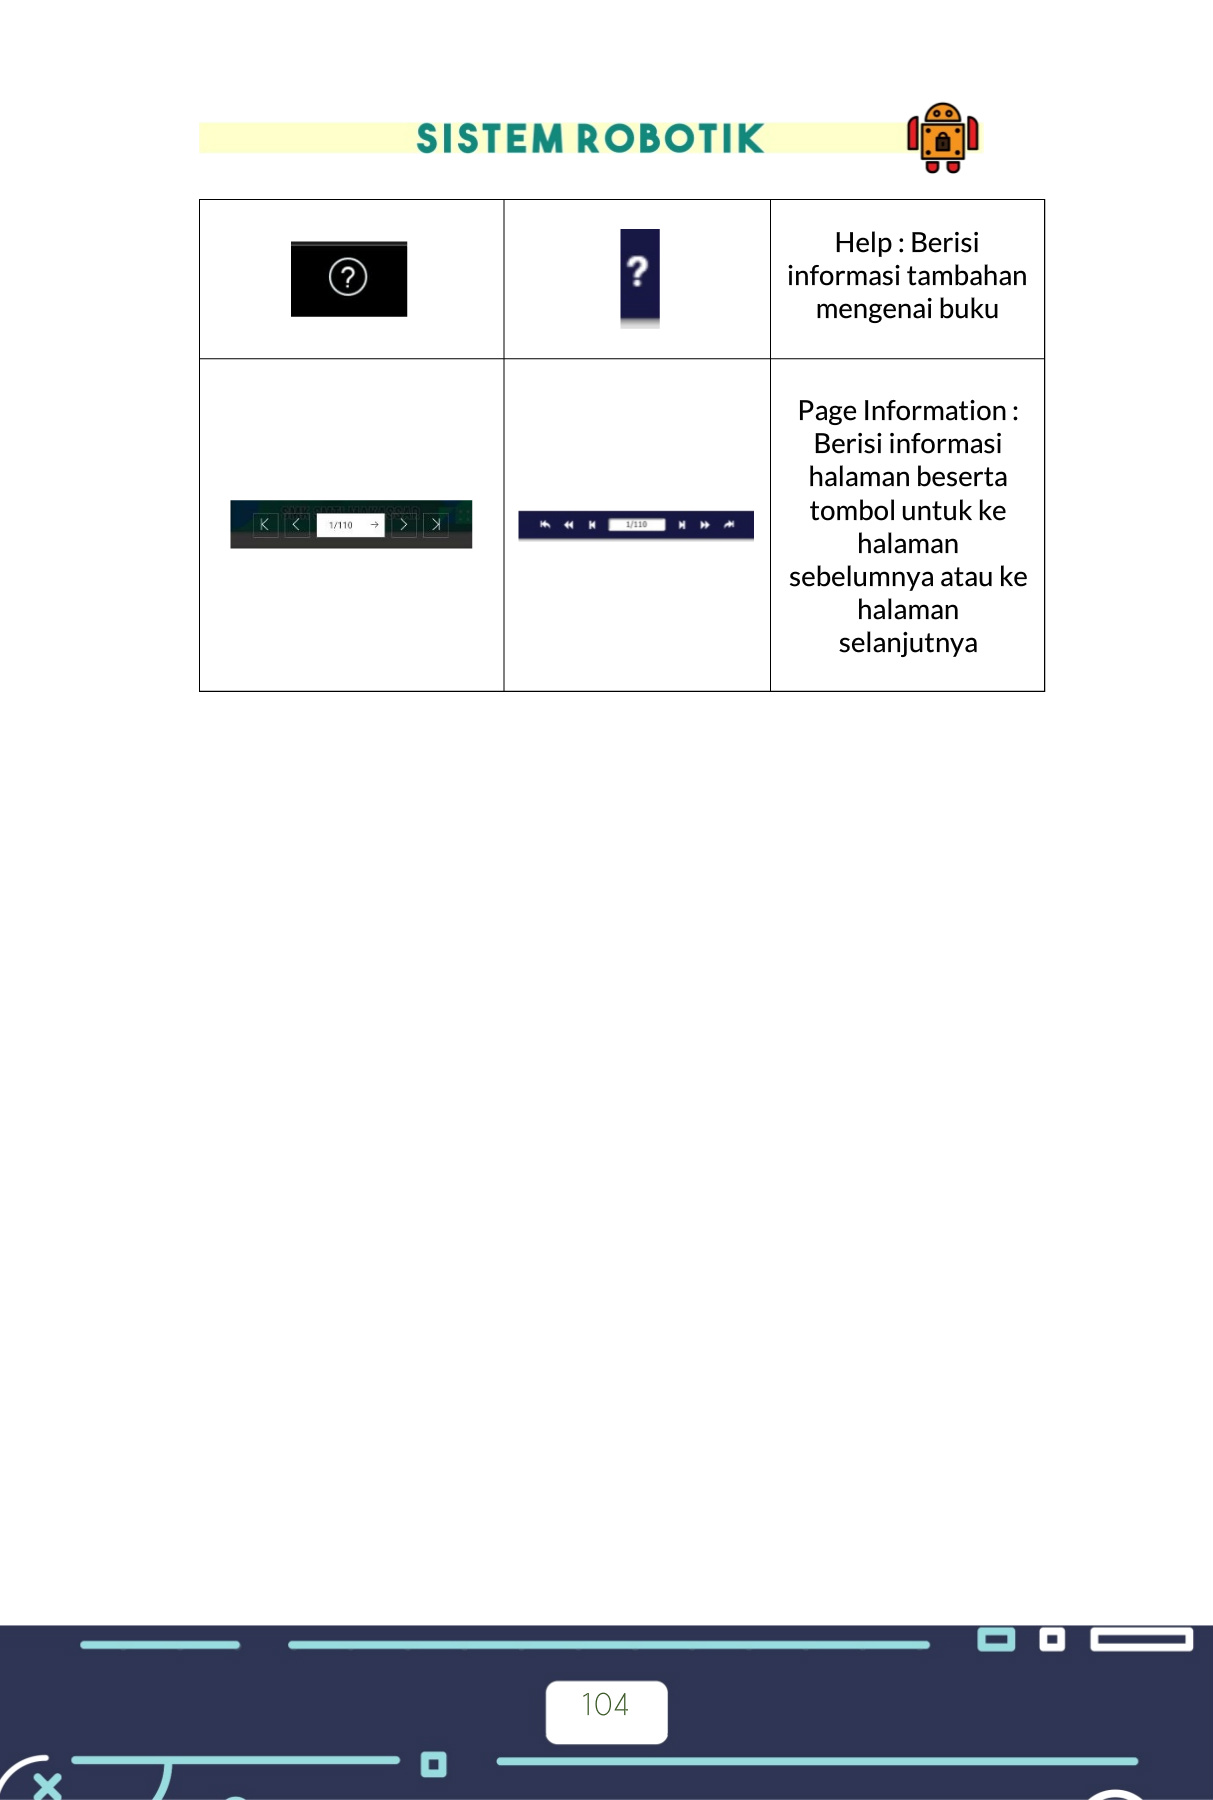 SISTEM ROBOTIK
?
?
Help : Berisi
informasi tambahan
mengenai buku
1/110
1/110
Page Information :
Berisi informasi
halaman beserta
tombol untuk ke
halaman
sebelumnya atau ke
halaman
selanjutnya
104